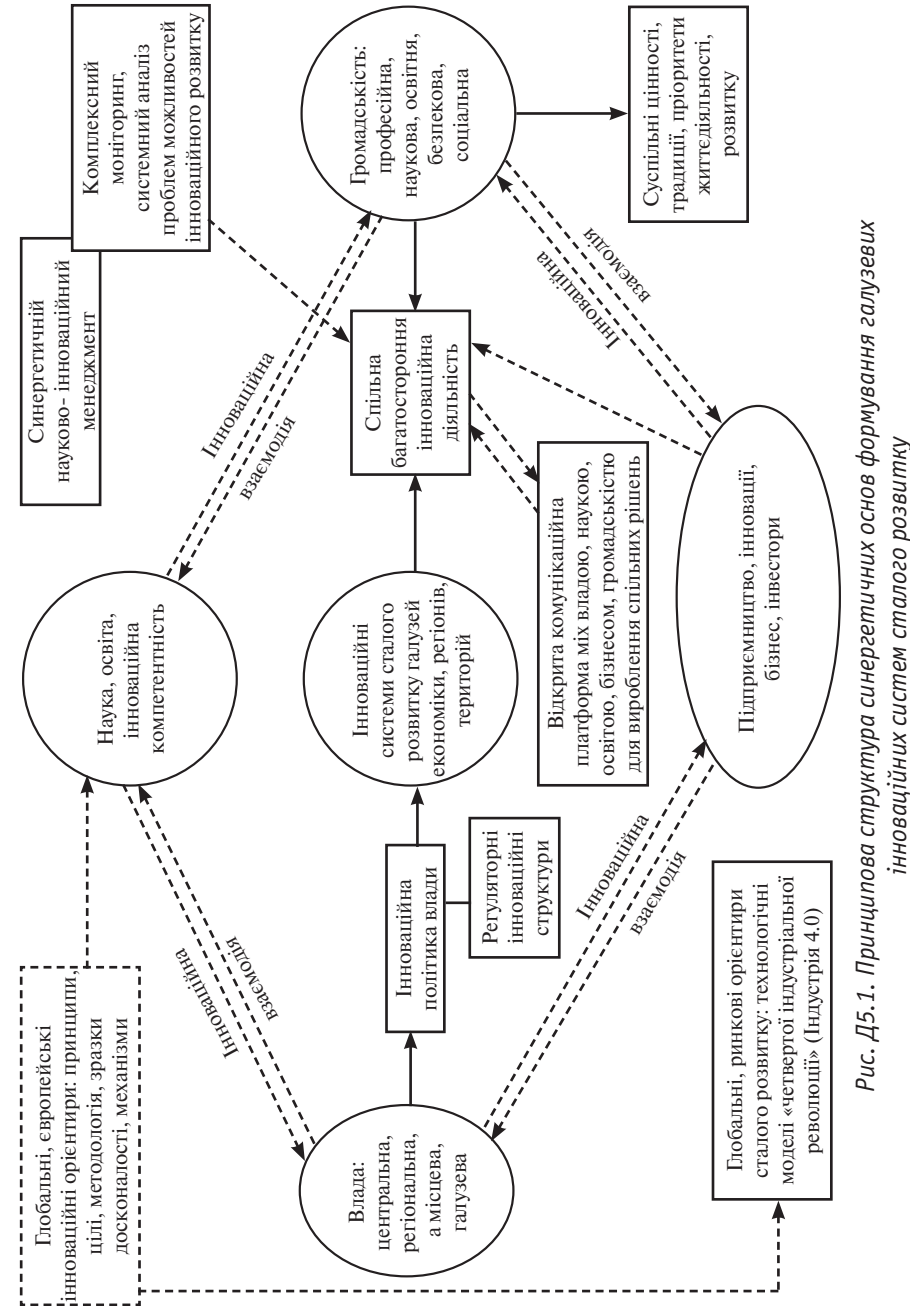 Глобальні, європейські
інноваційні орієнтири: принципи,
цілі, методологія, зразки
досконалості, механізми
Наука, освіта,
інноваційна
компетентність
Синергетичній
науково- інноваційний
менеджмент
Комплексний
моніторинг,
системний аналіз
проблем можливостей
інноваційного розвитку
Інноваційна
взаємодія
Інноваційна
взаємодія
Влада:
центральна,
регіональна,
а місцева,
галузева
Інноваційна
політика влади
Регуляторні
інноваційні
структури
Інноваційні
системи сталого
розвитку галузей
економіки, регіонів,
територій
Спільна
багатостороння
інноваційна
діяльність
Громадськість:
професійна,
наукова, освітня,
безпекова,
соціальна
Відкрита комунікаційна
платформа міх владою, наукою,
освітою, бізнесом, громадськістю
для вироблення спільних рішень
Інноваційна
взаємодія
Інноваційна
взаємодія
Глобальні, ринкові орієнтири
сталого розвитку: технологічні
моделі «четвертої індустріальної
революції» (Індустрія 4.0)
Підприємництво, інновації,
бізнес, інвестори
Суспільні цінності,
традиції, пріоритети
життєдіяльності,
розвитку
Рис. Д5.1. Принципова структура синергетичних основ формування галузевих
інноваційних систем сталого розвитку